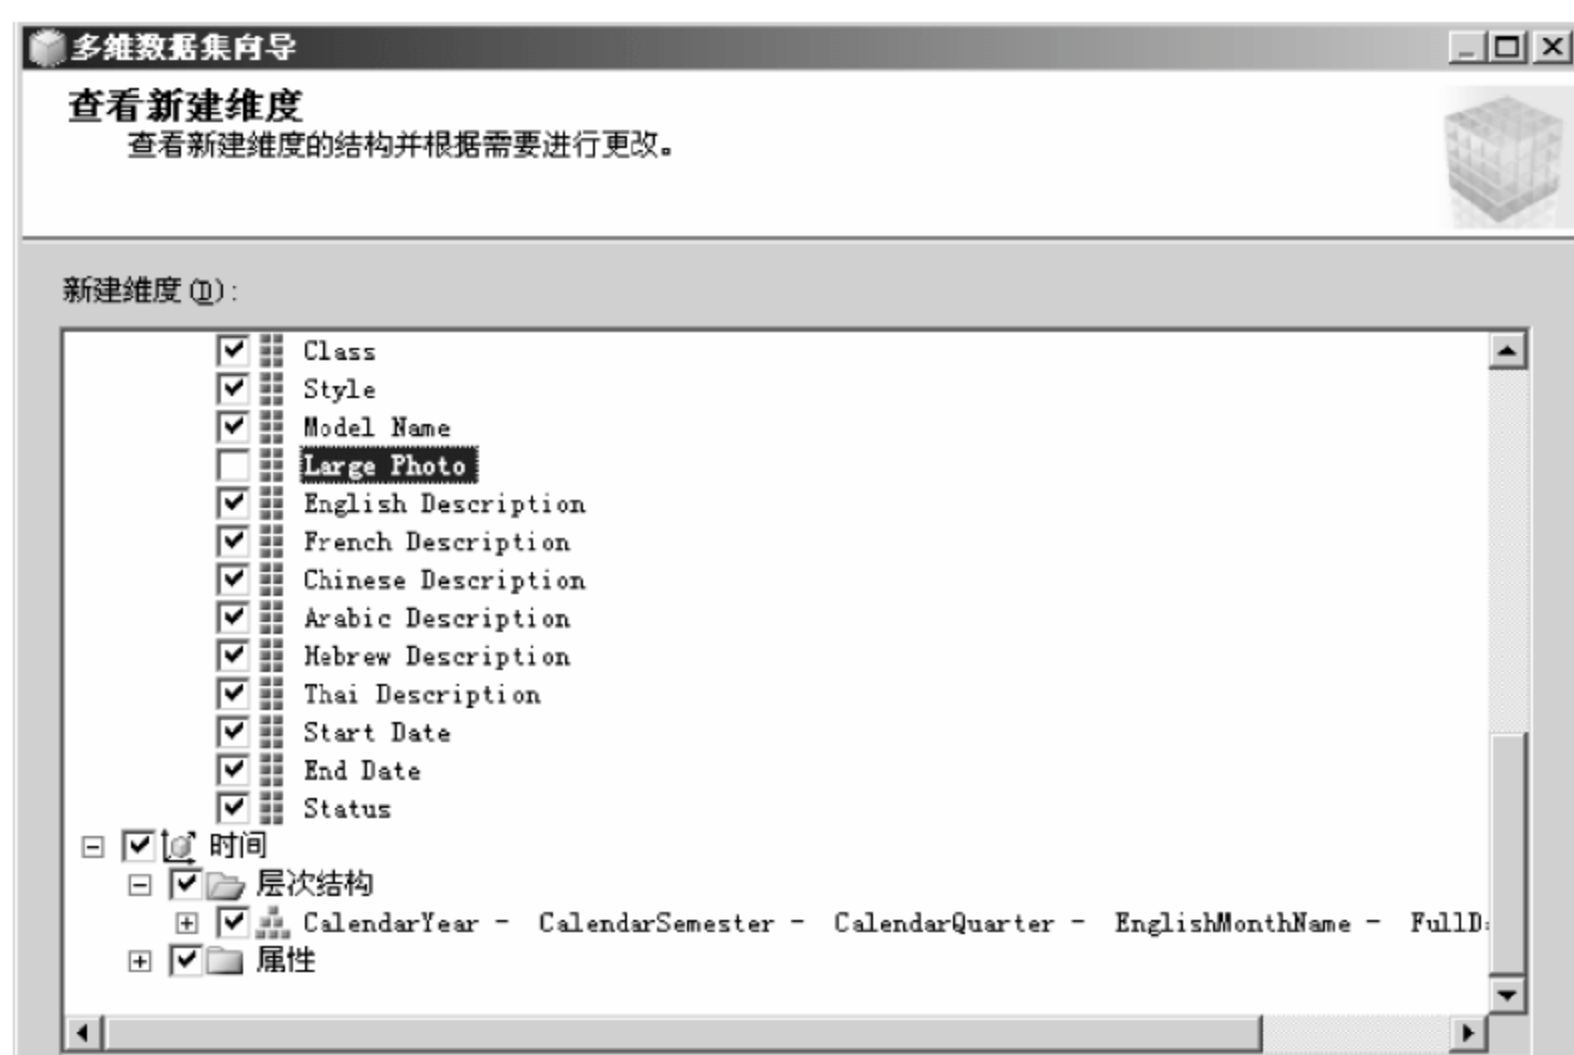 多维数据集向导
查看新建维度
查看新建维度的结构并根据需要进行更改。
新建维度(D):
Class
Style
Model Name
Large Photo
English Description
French Description
Chinese Description
Arabic Description
Hebrew Description
Thai Description
Start Date
End Date
Status
时间
层次结构
CalendarYear - CalendarSemester - CalendarQuarter - EnglishMonthName - FullD
属性